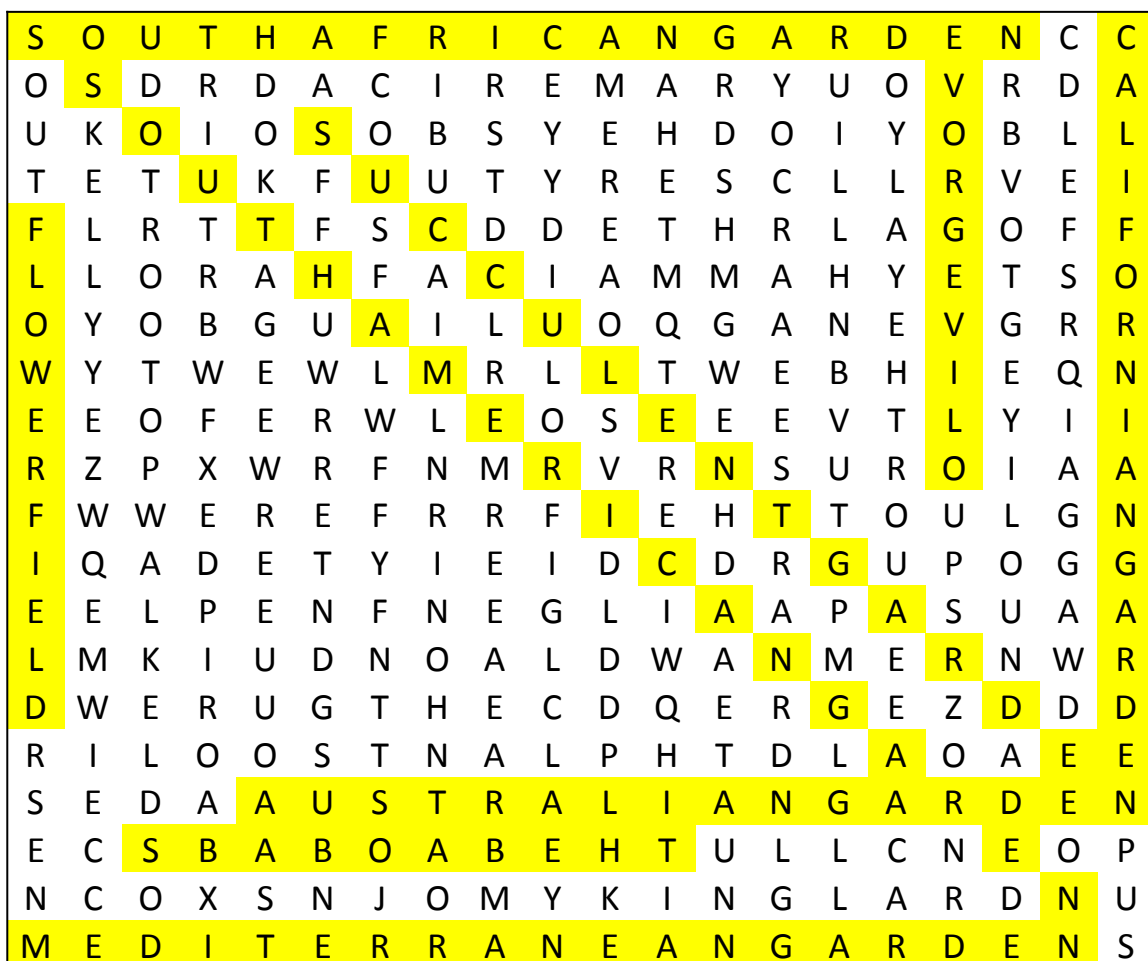 S O U T H A F R I C A N G A R D E N C C
O S D R D A C I R E M A R Y U O V R D A
U K O I O S O B S Y E H D O I Y O B L L
T E T U K F U U T Y R E S C L L R V E I
F L R T T F S C D D E T H R L A G O F F
L L O R A H F A C I A M M A H Y E T S O
O Y O B G U A I L U O Q G A N E V G R R
W Y T W E W L M R L L T W E B H I E Q N
E E O F E R W L E O S E E E V T L Y I I
R Z P X W R F N M R V R N S U R O I A A
F W W E R E F R R F I E H T T O U L G N
I Q A D E T Y I E I D C D R G U P O G G
E E L P E N F N E G L I A A P A S U A A
L M K I U D N O A L D W A N M E R N W R
D W E R U G T H E C D Q E R G E Z D D D
R I L O O S T N A L P H T D L A O A E E
S E D A A U S T R A L I A N G A R D E N
E C S B A B O A B E H T U L L C N E O P
N C O X S N J O M Y K I N G L A R D N U
M E D I T E R R A N E A N G A R D E N S